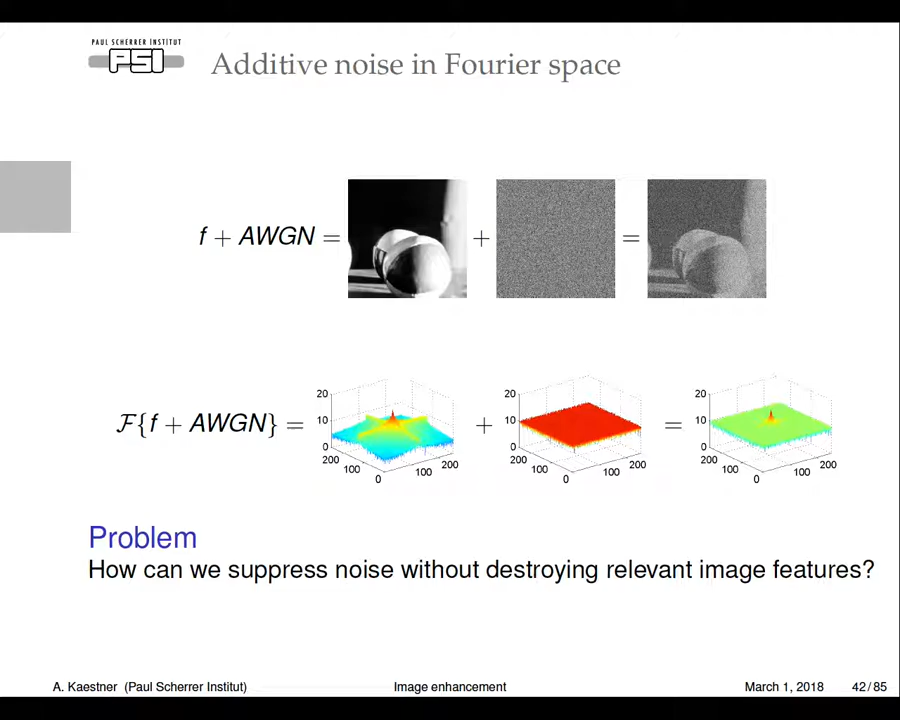 PAUL SCHERRER INSTITUT
PSI
Additive noise in Fourier space
f + AWGN = + =
ℱ{f + AWGN} = + =
20 20 20
10 10 10
0 0 0
200 100 0 100 200
200 100 0 100 200
200 100 0 100 200
Problem
How can we suppress noise without destroying relevant image features?
A. Kaestner (Paul Scherrer Institut) Image enhancement March 1, 2018 42 / 85